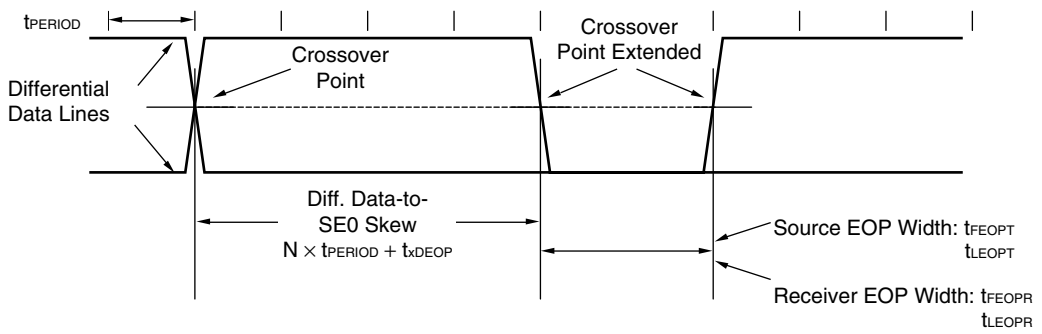 tPERIOD
Differential
Data Lines
Crossover
Point
Crossover
Point Extended
Diff. Data-to-
SE0 Skew
N × tPERIOD + txDEOP
Source EOP Width: tFEOPT
tLEOPT
Receiver EOP Width: tFEOPR
tLEOPR